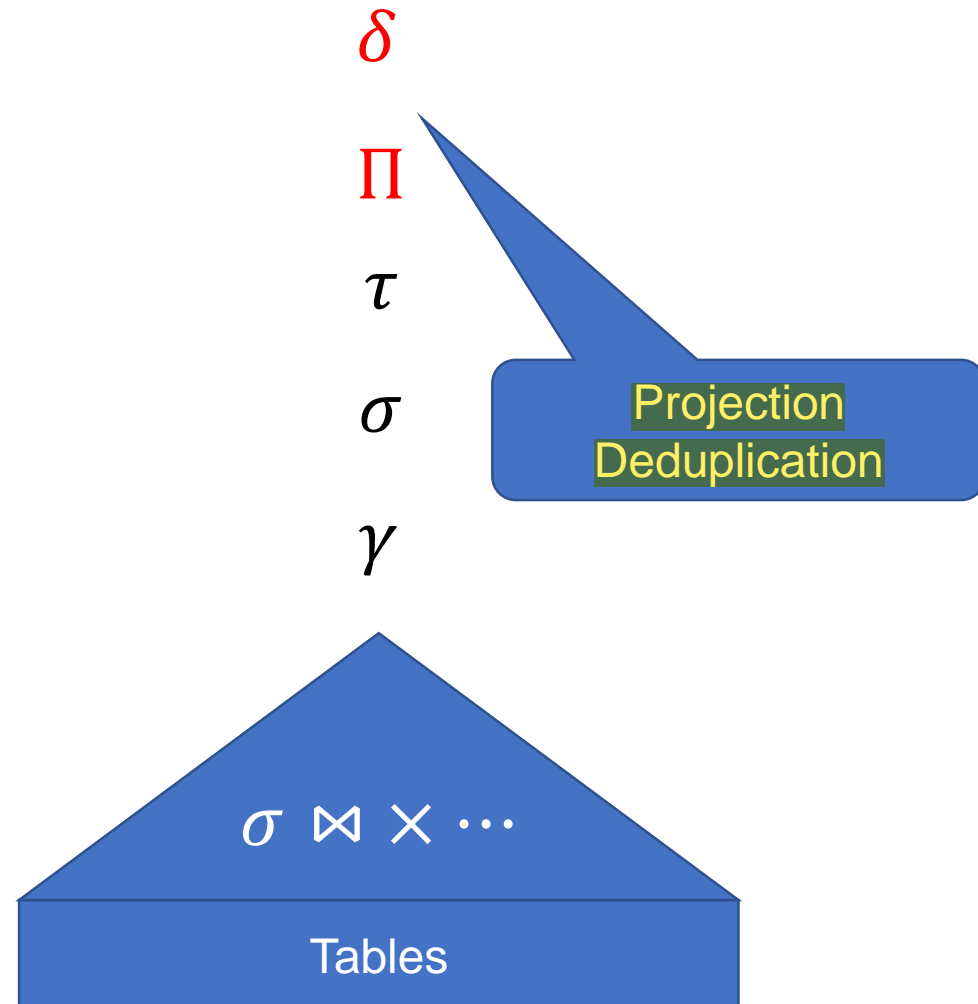 δ
Π
τ
σ
Projection
Deduplication
γ
σ ⋈ × ⋯
Tables